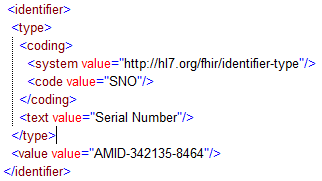 <identifier>
<type>
<coding>
<system value="http://hl7.org/fhir/identifier-type"/>
<code value="SNO"/>
</coding>
<text value="Serial Number"/>
</type>
<value value="AMID-342135-8464"/>
</identifier>